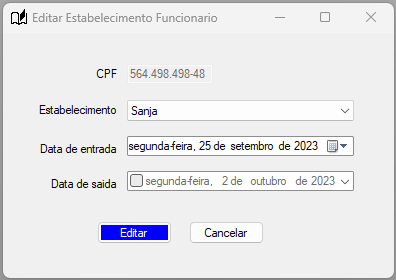 Editar Estabelecimento Funcionario
CPF 564.498.498-48
Estabelecimento Sanja
Data de entrada segunda-feira, 25 de setembro de 2023
Data de saida segunda-feira, 2 de outubro de 2023
Editar Cancelar